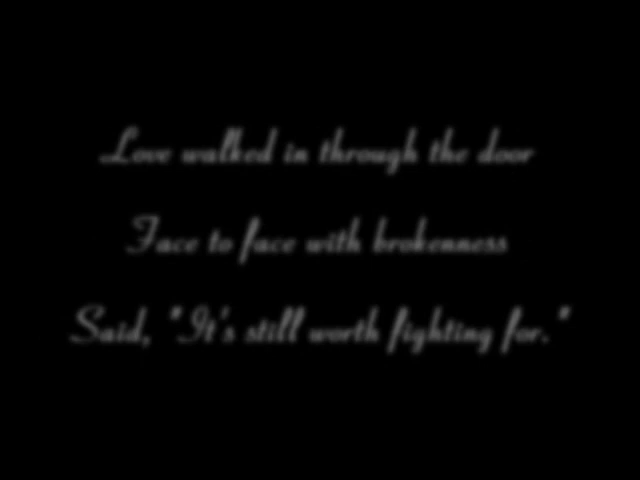 Love walked in through the door
Face to face with brokenness
Said, "It's still worth fighting for."